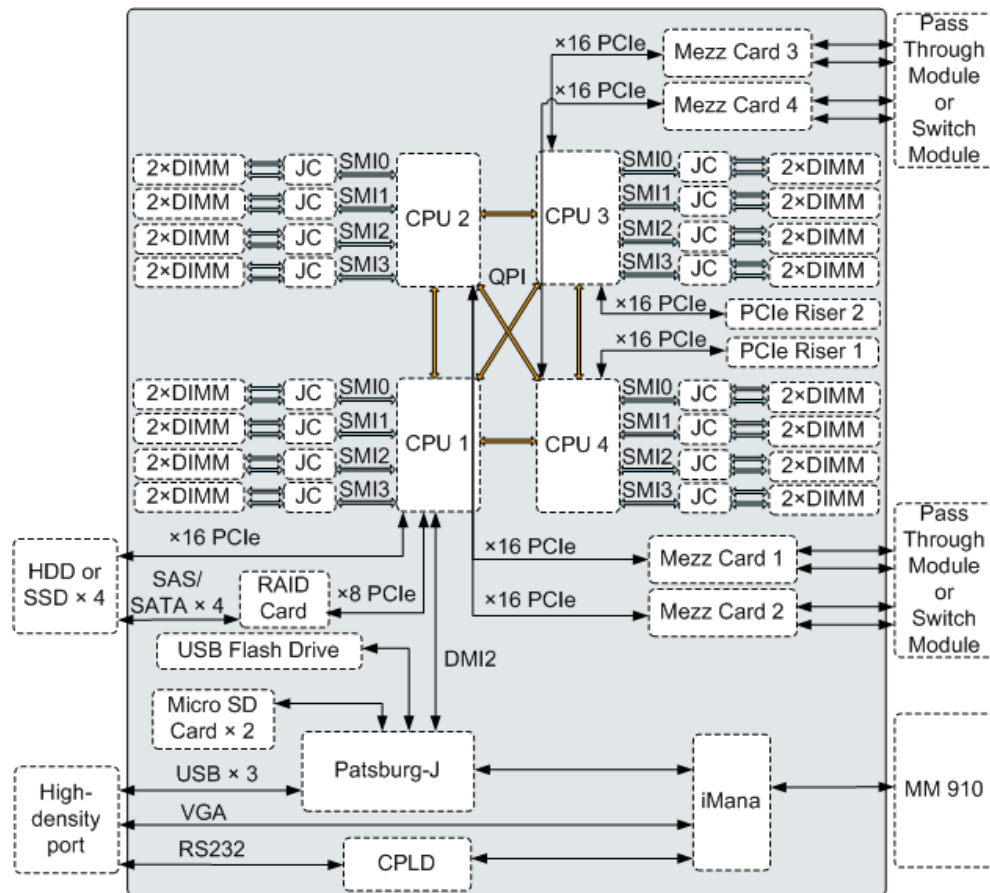 ×16 PCIe
Mezz Card 3
Pass
Through
Module
or
Switch
Module
×16 PCIe
Mezz Card 4
2×DIMM
JC
SMI0
CPU 2
CPU 3
SMI0
JC
2×DIMM
2×DIMM
JC
SMI1
SMI1
JC
2×DIMM
2×DIMM
JC
SMI2
SMI2
JC
2×DIMM
2×DIMM
JC
SMI3
SMI3
JC
2×DIMM
QPI
×16 PCIe
PCIe Riser 2
×16 PCIe
PCIe Riser 1
2×DIMM
JC
SMI0
CPU 1
CPU 4
SMI0
JC
2×DIMM
2×DIMM
JC
SMI1
SMI1
JC
2×DIMM
2×DIMM
JC
SMI2
SMI2
JC
2×DIMM
2×DIMM
JC
SMI3
SMI3
JC
2×DIMM
×16 PCIe
HDD or
SSD × 4
SAS/
SATA × 4
RAID
Card
×8 PCIe
×16 PCIe
Mezz Card 1
×16 PCIe
Mezz Card 2
Pass
Through
Module
or
Switch
Module
USB Flash Drive
DMI2
Micro SD
Card × 2
Patsburg-J
iMana
MM 910
High-
density
port
USB × 3
VGA
RS232
CPLD